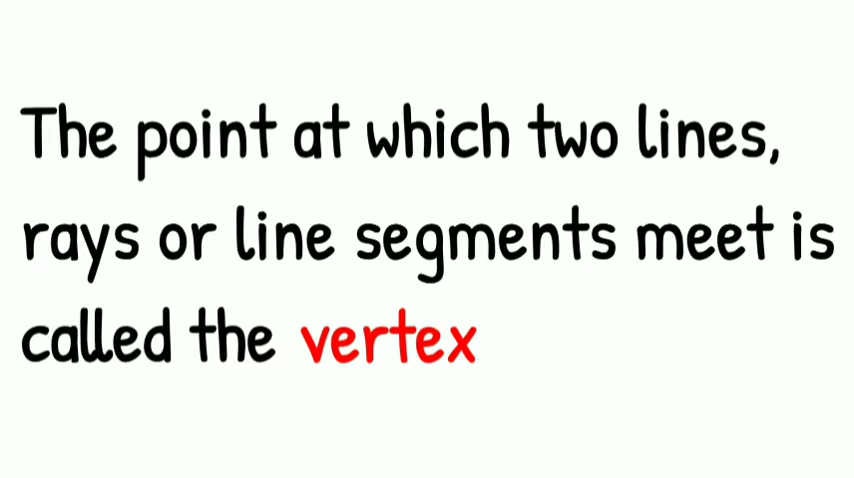 The point at which two lines,
rays or line segments meet is
called the vertex